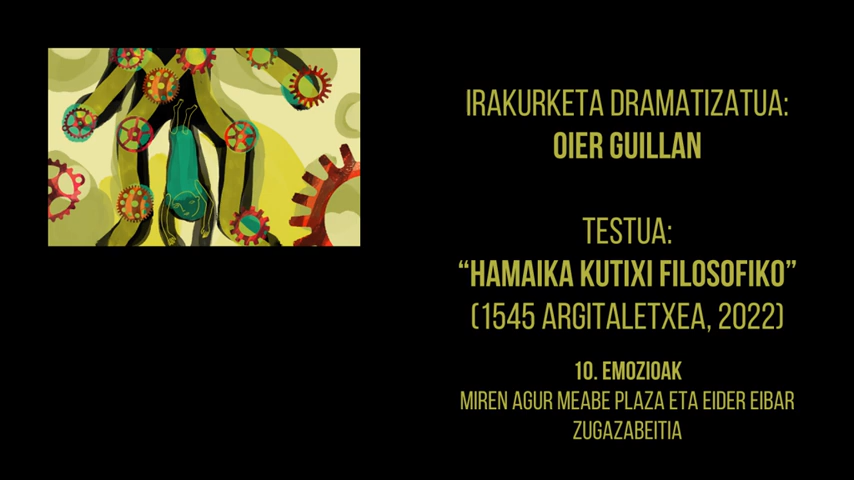 IRAKURKETA DRAMATIZATUA:
OIER GUILLAN
TESTUA:
“HAMAIKA KUTIXI FILOSOFIKO”
(1545 ARGITALETXEA, 2022)
10. EMOZIOAK
MIREN AGUR MEABE PLAZA ETA EIDER EIBAR
ZUGAZABEITIA